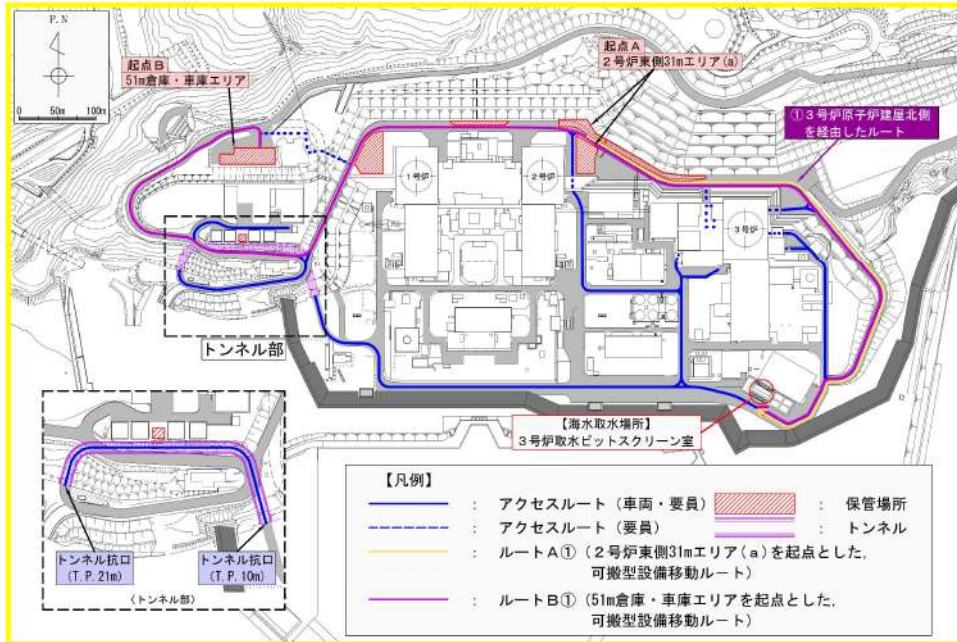 P.N
0 50m 100m
起点B
51m倉庫・車庫エリア
起点A
2号炉東側31mエリア(a)
①3号炉原子炉建屋北側
を経由したルート
1号炉
2号炉
3号炉
トンネル部
【海水取水場所】
3号炉取水ピットスクリーン室
トンネル坑口
(T.P.21m)
トンネル坑口
(T.P.10m)
〈トンネル部〉
【凡例】
: アクセスルート(車両・要員)
: 保管場所
: アクセスルート(要員)
: トンネル
: ルートA①(2号炉東側31mエリア(a)を起点とした,
可搬型設備移動ルート)
: ルートB①(51m倉庫・車庫エリアを起点とした,
可搬型設備移動ルート)